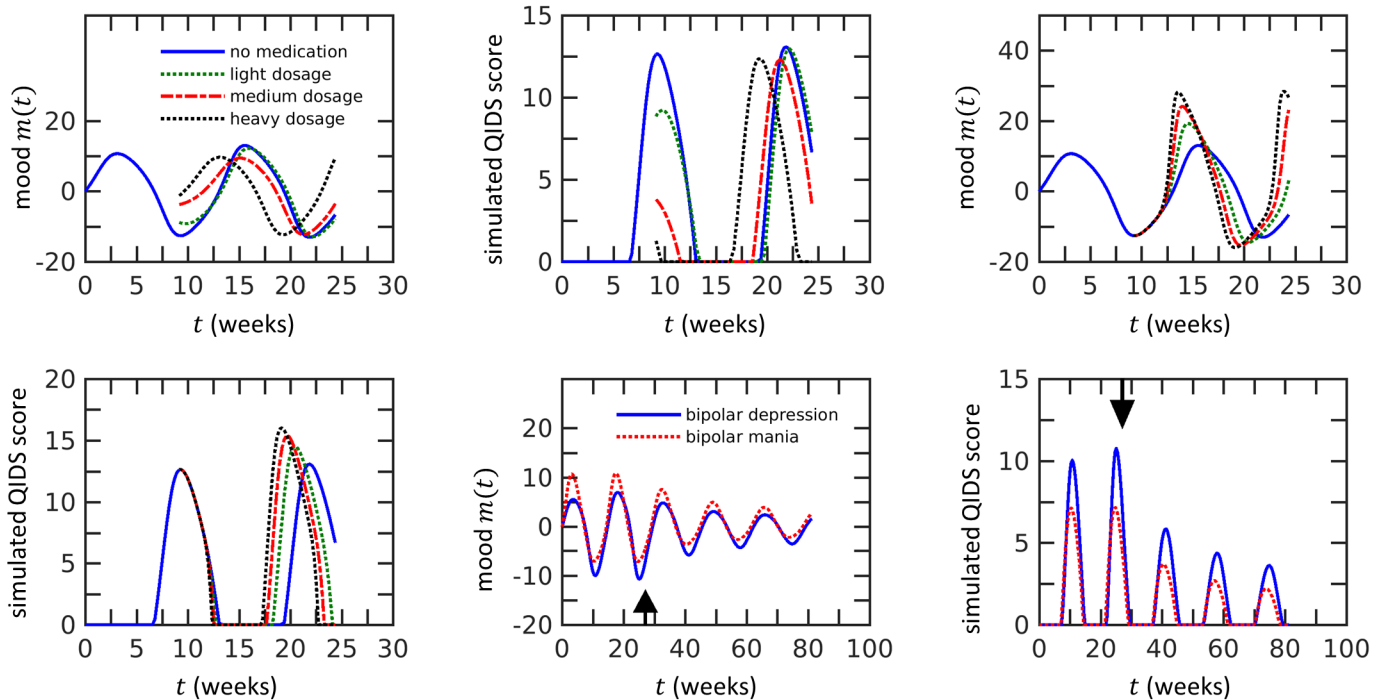 mood m(t)
20
10
0
-10
-20
no medication
light dosage
medium dosage
heavy dosage
0 5 10 15 20 25 30
t (weeks)
simulated QIDS score
15
10
5
0
0 5 10 15 20 25 30
t (weeks)
mood m(t)
40
20
0
-20
0 5 10 15 20 25 30
t (weeks)
simulated QIDS score
20
15
10
5
0
0 5 10 15 20 25 30
t (weeks)
mood m(t)
20
10
0
-10
-20
bipolar depression
bipolar mania
0 20 40 60 80 100
t (weeks)
simulated QIDS score
15
10
5
0
0 20 40 60 80 100
t (weeks)